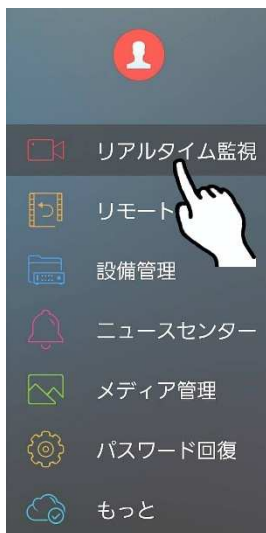 リアルタイム監視
リモート
設備管理
ニュースセンター
メディア管理
パスワード回復
もっと